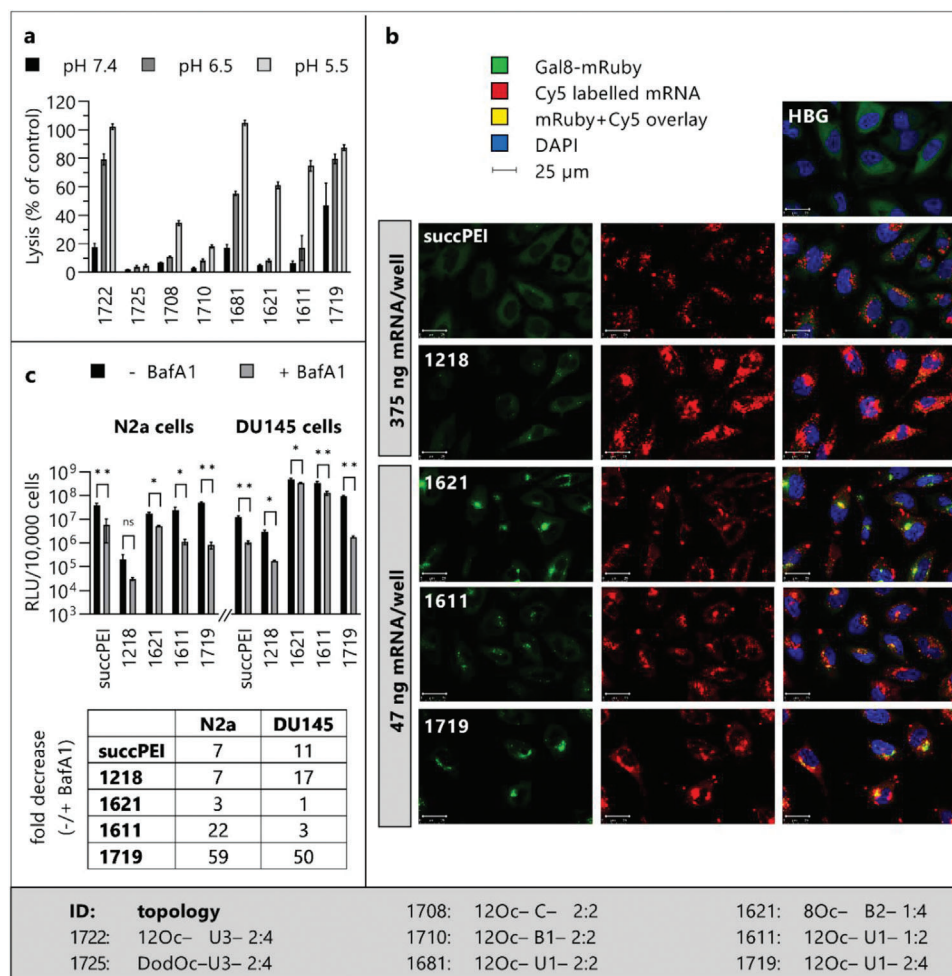 a
pH 7.4 pH 6.5 pH 5.5
Lysis (% of control)
120
100
80
60
40
20
0
1722 1725 1708 1710 1681 1621 1611 1719
b
Gal8-mRuby
Cy5 labelled mRNA
mRuby+Cy5 overlay
DAPI
25 µm
HBG
375 ng mRNA/well
succPEI
1218
47 ng mRNA/well
1621
1611
1719
c
- BafA1 + BafA1
N2a cells DU145 cells
RLU/10,000 cells
10⁹
10⁸
10⁷
10⁶
10⁵
10⁴
10³
** ns * * ** ** * * ** **
succPEI 1218 1621 1611 1719 succPEI 1218 1621 1611 1719
fold decrease
(-/+ BafA1)
N2a DU145
succPEI 7 11
1218 7 17
1621 3 1
1611 22 3
1719 59 50
ID: topology
1722: 12Oc– U3– 2:4
1725: DodOc–U3– 2:4
1708: 12Oc– C– 2:2
1710: 12Oc– B1– 2:2
1681: 12Oc– U1– 2:2
1621: 8Oc– B2– 1:4
1611: 12Oc– U1– 1:2
1719: 12Oc– U1– 2:4